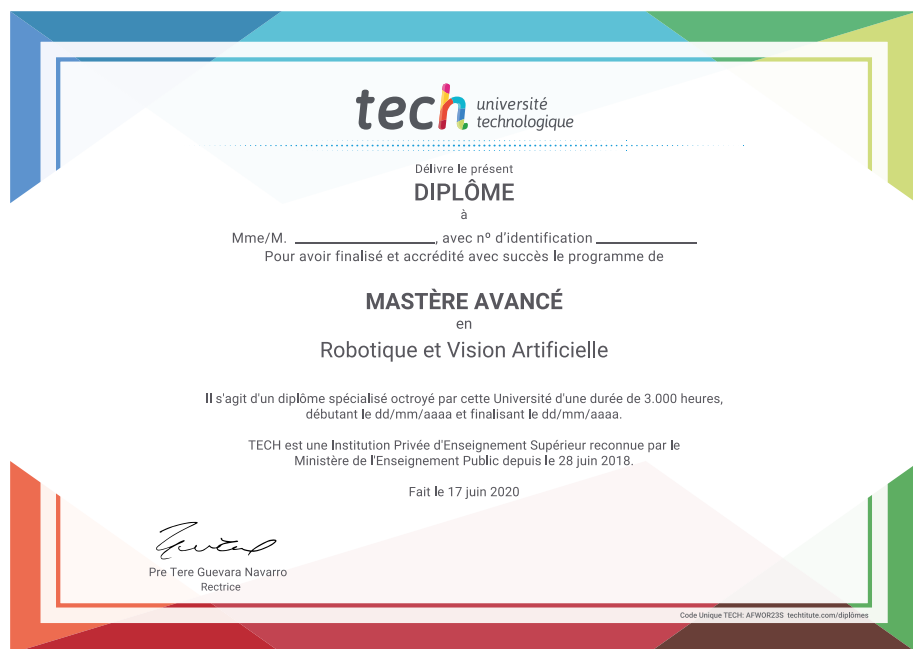 tech université
technologique
Délivre le présent
DIPLÔME
à
Mme/M. ____________________, avec nº d'identification ______________
Pour avoir finalisé et accrédité avec succès le programme de
MASTÈRE AVANCÉ
en
Robotique et Vision Artificielle
Il s'agit d'un diplôme spécialisé octroyé par cette Université d'une durée de 3.000 heures,
débutant le dd/mm/aaaa et finalisant le dd/mm/aaaa.
TECH est une Institution Privée d'Enseignement Supérieur reconnue par le
Ministère de l'Enseignement Public depuis le 28 juin 2018.
Fait le 17 juin 2020
Pre Tere Guevara Navarro
Rectrice
Code Unique TECH: AFWOR23S techtitute.com/diplômes